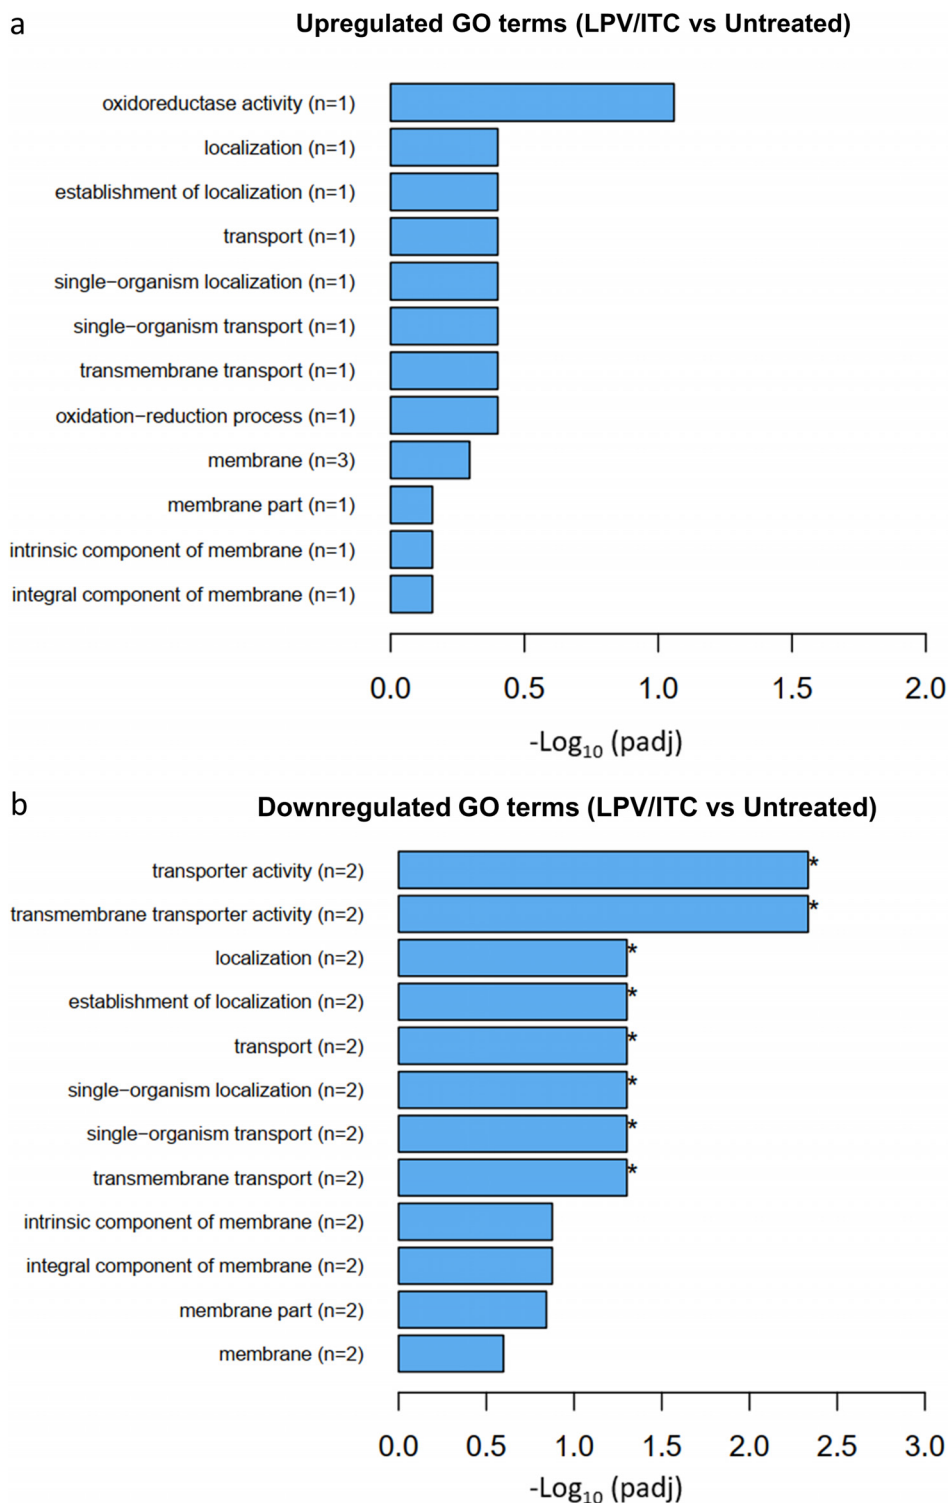 a
Upregulated GO terms (LPV/ITC vs Untreated)
oxidoreductase activity (n=1)
localization (n=1)
establishment of localization (n=1)
transport (n=1)
single−organism localization (n=1)
single−organism transport (n=1)
transmembrane transport (n=1)
oxidation−reduction process (n=1)
membrane (n=3)
membrane part (n=1)
intrinsic component of membrane (n=1)
integral component of membrane (n=1)
0.0 0.5 1.0 1.5 2.0
-Log₁₀ (padj)
b
Downregulated GO terms (LPV/ITC vs Untreated)
transporter activity (n=2) *
transmembrane transporter activity (n=2) *
localization (n=2) *
establishment of localization (n=2) *
transport (n=2) *
single−organism localization (n=2) *
single−organism transport (n=2) *
transmembrane transport (n=2) *
intrinsic component of membrane (n=2)
integral component of membrane (n=2)
membrane part (n=2)
membrane (n=2)
0.0 0.5 1.0 1.5 2.0 2.5 3.0
-Log₁₀ (padj)